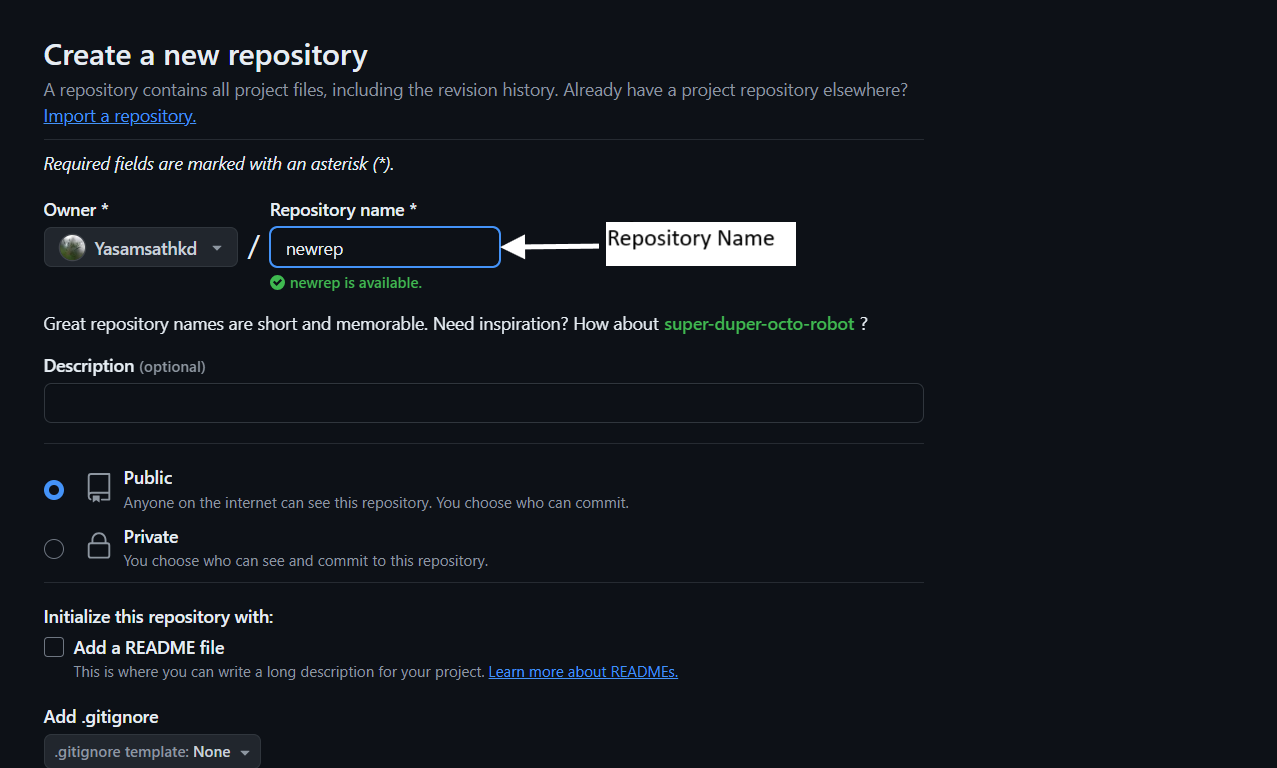 Create a new repository
A repository contains all project files, including the revision history. Already have a project repository elsewhere?
Import a repository.
Required fields are marked with an asterisk (*).
Owner * Repository name *
Yasamsathkd / newrep Repository Name
newrep is available.
Great repository names are short and memorable. Need inspiration? How about super-duper-octo-robot ?
Description (optional)
Public
Anyone on the internet can see this repository. You choose who can commit.
Private
You choose who can see and commit to this repository.
Initialize this repository with:
Add a README file
This is where you can write a long description for your project. Learn more about READMEs.
Add .gitignore
.gitignore template: None